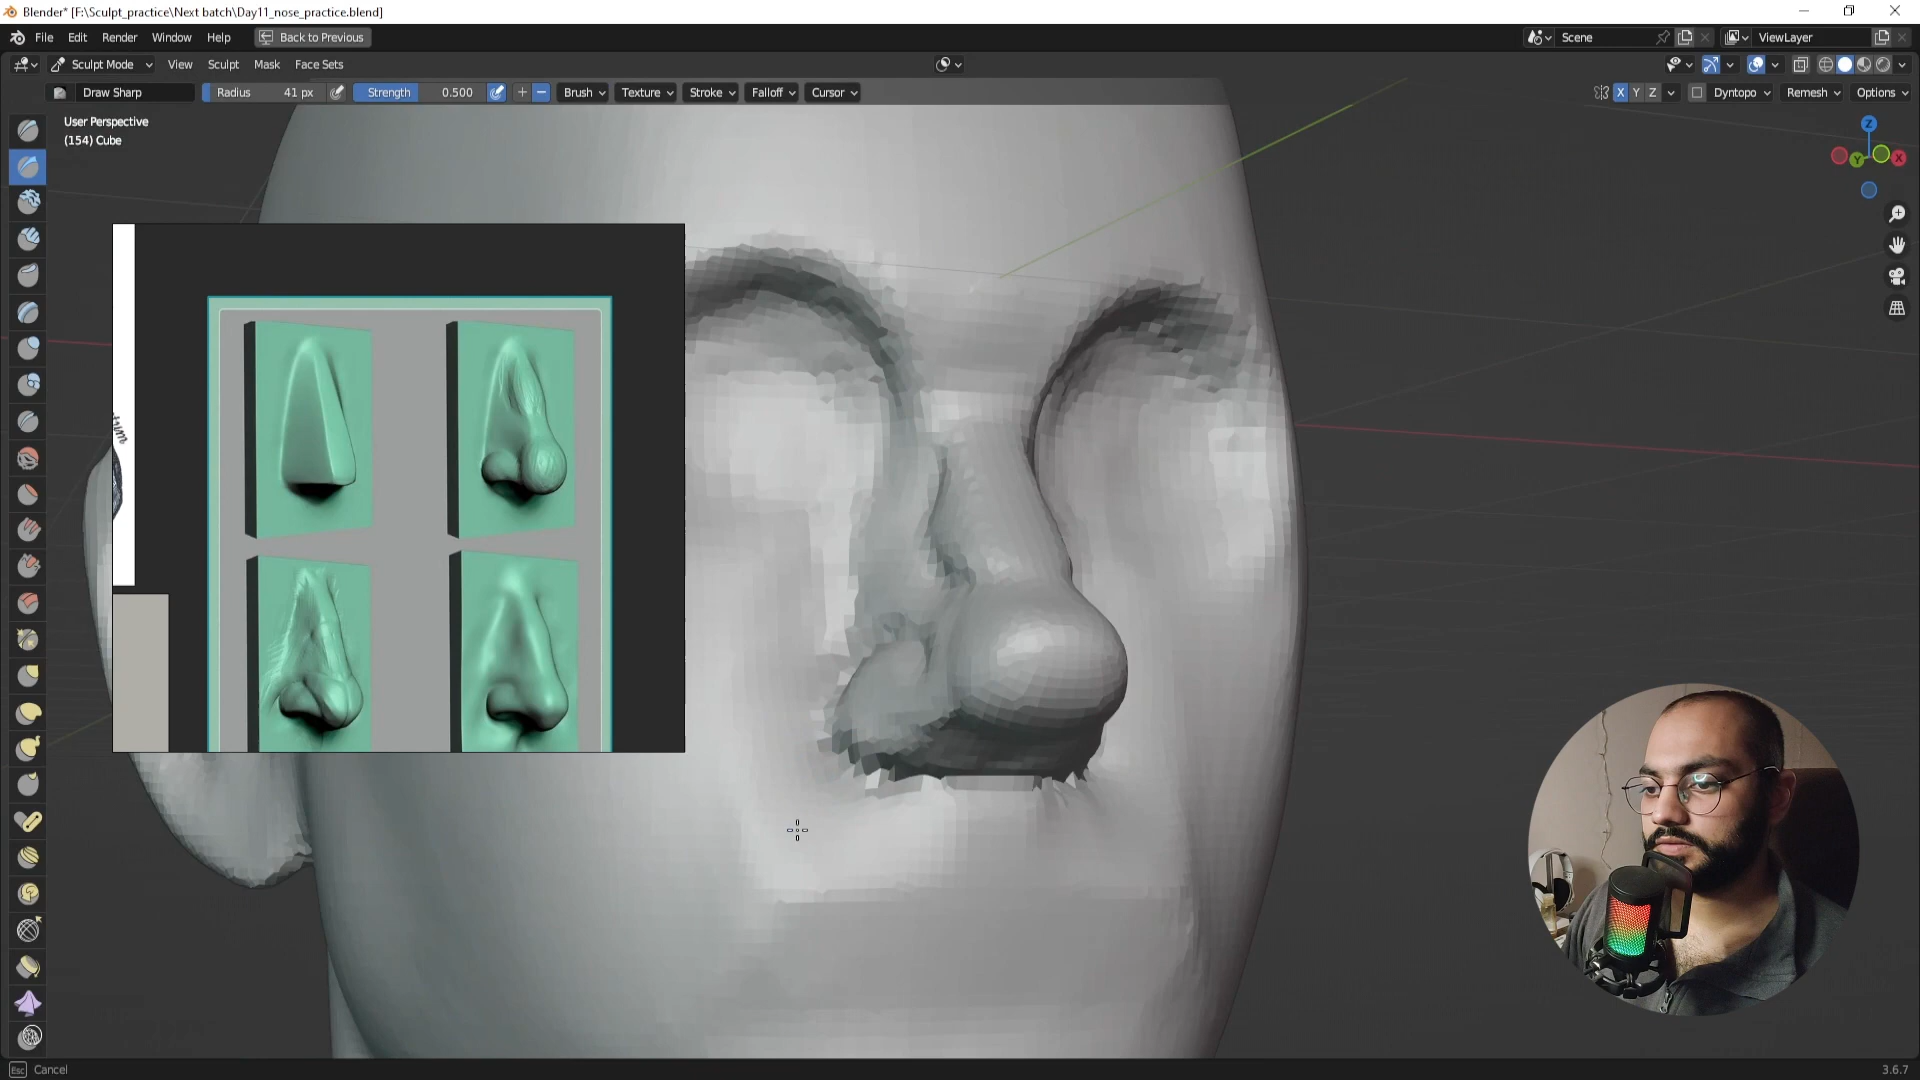 Blender* [F:\Sculpt_practice\Next batch\Day11_nose_practice.blend]
File Edit Render Window Help Back to Previous Scene ViewLayer
Sculpt Mode View Sculpt Mask Face Sets
Draw Sharp Radius 41 px Strength 0.500 Brush Texture Stroke Falloff Cursor X Y Z Dyntopo Remesh Options
User Perspective
(154) Cube
Z
Y X
Esc Cancel 3.6.7